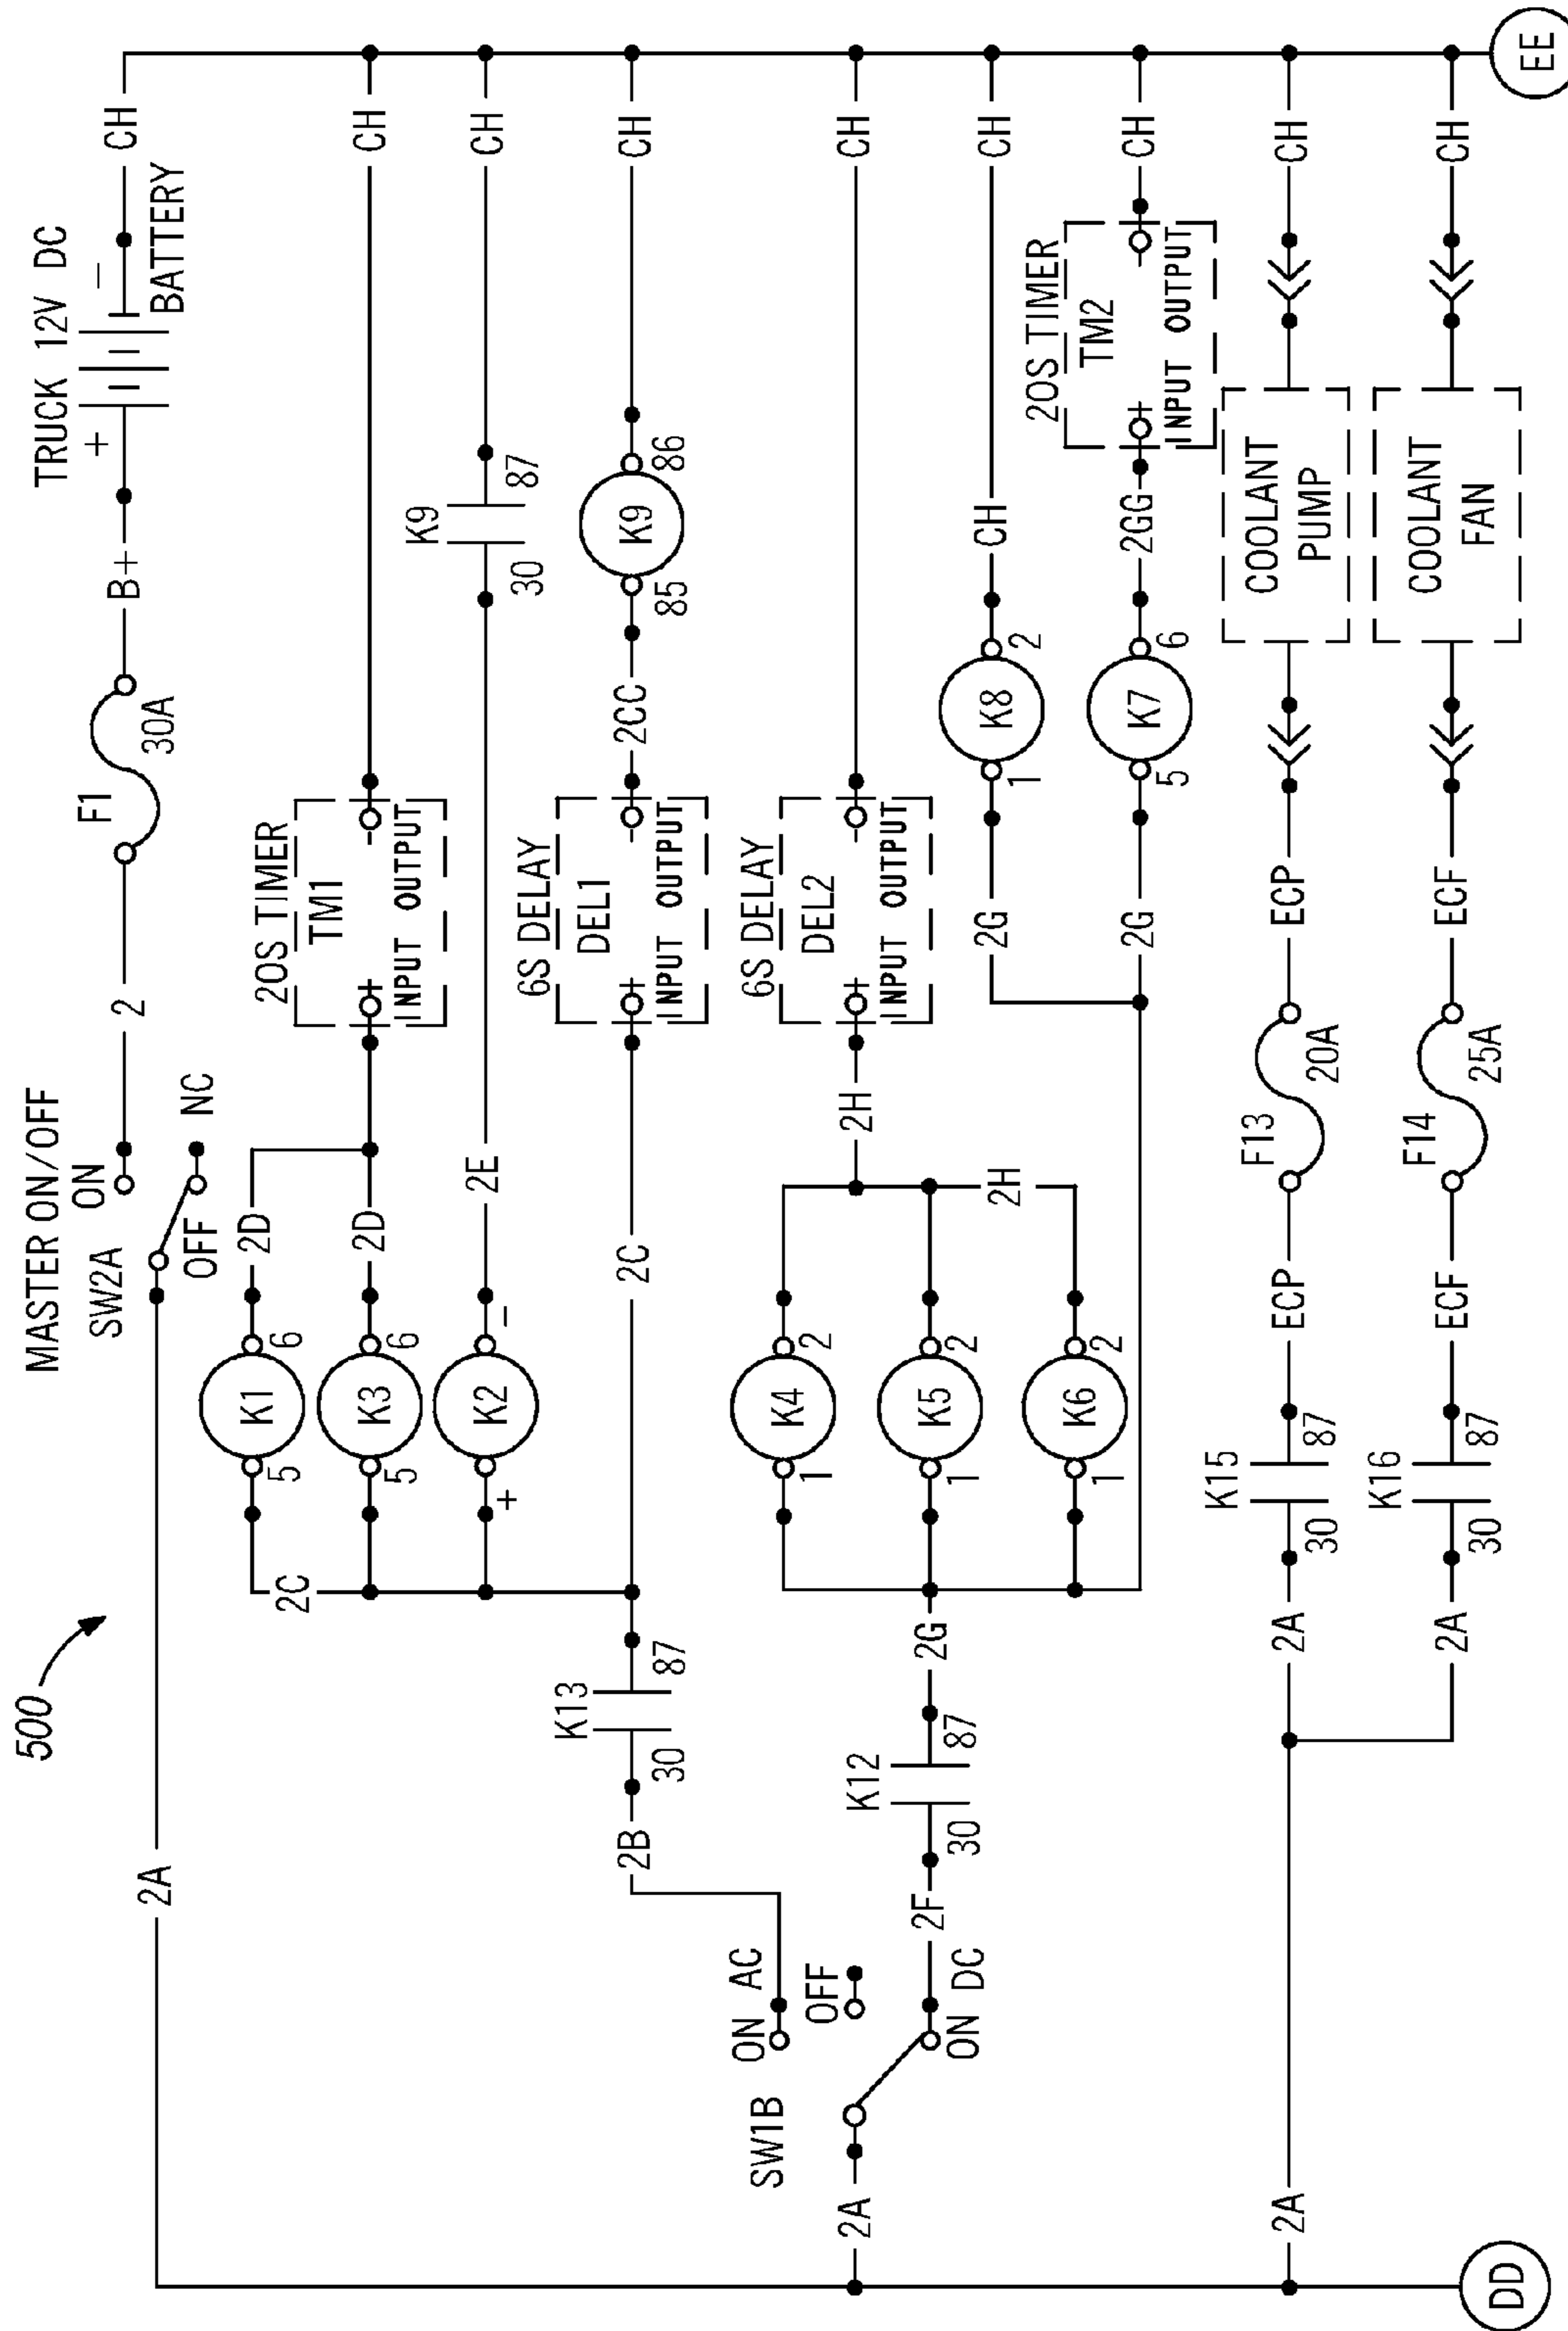 500
MASTER ON/OFF
SW2A
ON
OFF
NC
2A
2
F1
30A
B+
TRUCK 12V DC
+
-
BATTERY
CH
2C
5
K1
6
2D
5
K3
6
2D
20S TIMER
TM1
+
-
INPUT OUTPUT
CH
+
K2
-
2E
K9
30
87
CH
2B
K13
30
87
2C
6S DELAY
DEL1
+
-
INPUT OUTPUT
2CC
85
K9
86
CH
SW1B
ON AC
OFF
ON DC
2A
2F
K12
30
87
2G
1
K4
2
1
K5
2
1
K6
2
2H
2H
6S DELAY
DEL2
+
-
INPUT OUTPUT
CH
2G
1
K8
2
CH
CH
2G
5
K7
6
2GG
20S TIMER
TM2
+
-
INPUT OUTPUT
CH
2A
2A
K15
30
87
ECP
F13
20A
ECP
COOLANT
PUMP
CH
2A
K16
30
87
ECF
F14
25A
ECF
COOLANT
FAN
CH
DD
EE